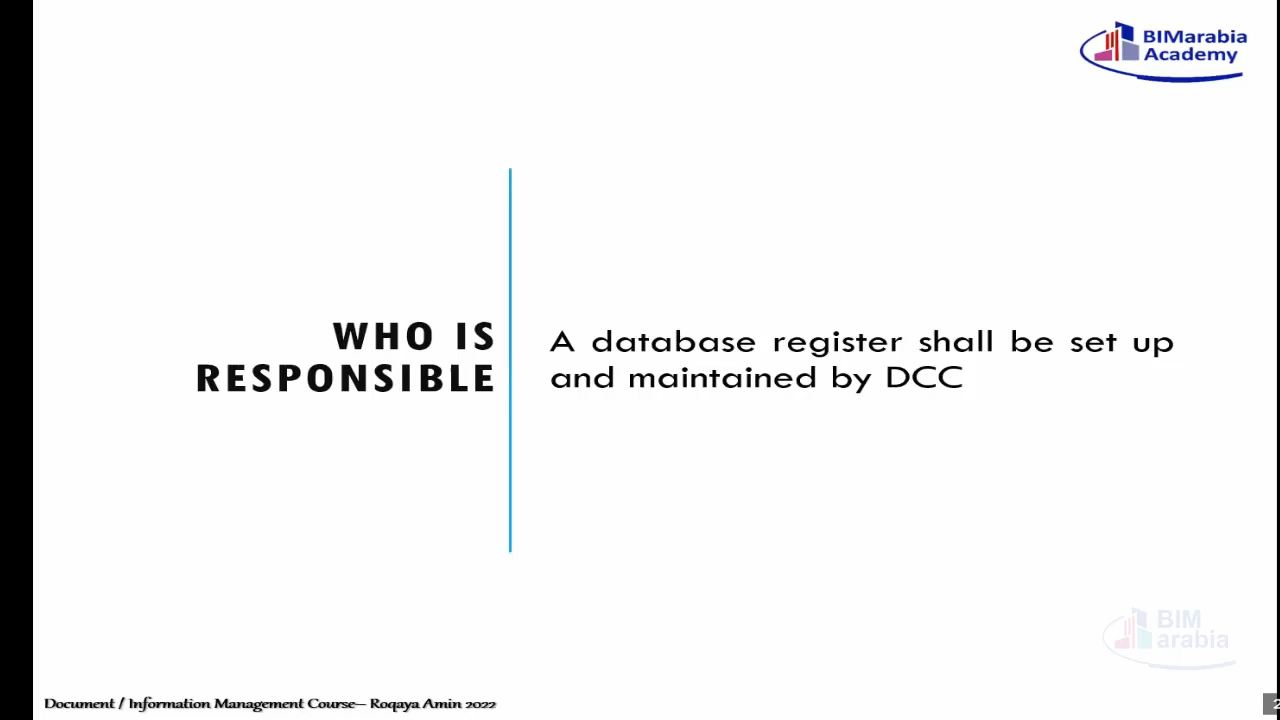 BIMarabia
Academy
WHO IS
RESPONSIBLE
A database register shall be set up
and maintained by DCC
BIM
arabia
Document / Information Management Course– Roqaya Amin 2022